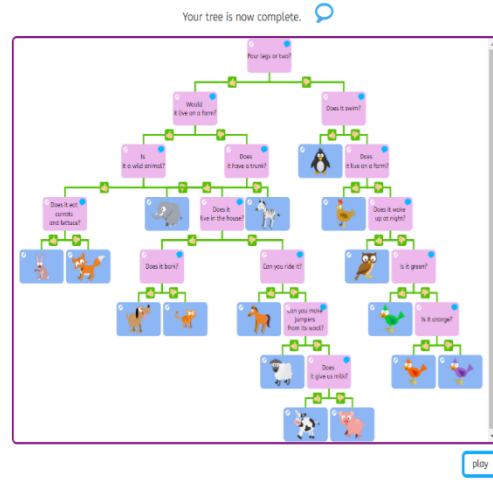 Your tree is now complete.
Four legs or two?
Would
it live on a farm?
Does it swim?
Is
it a wild animal?
Does
it have a trunk?
Does
it live on a farm?
Does it eat
carrots
and lettuce?
Does it
live in the house?
Does it wake
up at night?
Does it bark?
Can you ride it?
Is it green?
Can you make
jumpers
from its wool?
Is it orange?
Does
it give us milk?
play